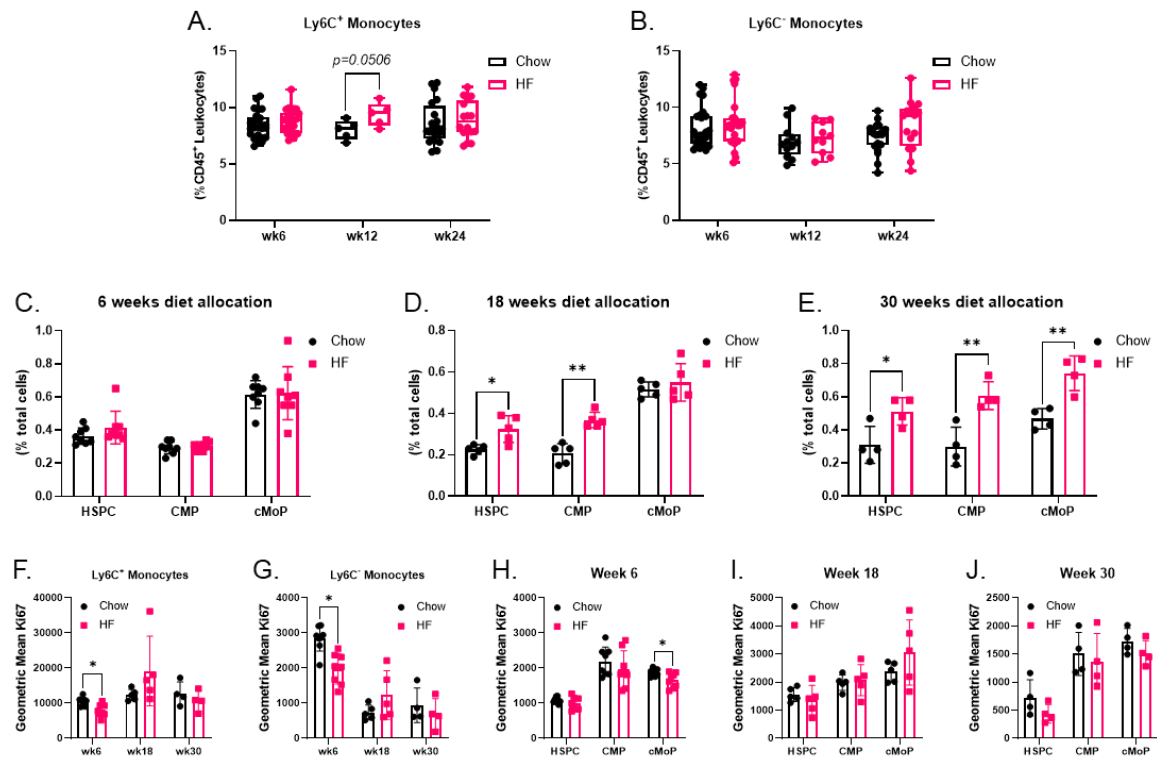 A.
Ly6C⁺ Monocytes
(% CD45⁺ Leukocytes)
15
10
5
0
p=0.0506
wk6
wk12
wk24
Chow
HF
B.
Ly6C⁻ Monocytes
(% CD45⁺ Leukocytes)
15
10
5
0
wk6
wk12
wk24
Chow
HF
C.
6 weeks diet allocation
(% total cells)
1.0
0.8
0.6
0.4
0.2
0.0
HSPC
CMP
cMoP
Chow
HF
D.
18 weeks diet allocation
(% total cells)
0.8
0.6
0.4
0.2
0.0
*
**
HSPC
CMP
cMoP
Chow
HF
E.
30 weeks diet allocation
(% total cells)
1.0
0.8
0.6
0.4
0.2
0.0
*
**
**
HSPC
CMP
cMoP
Chow
HF
F.
Ly6C⁺ Monocytes
Geometric Mean Ki67
40000
30000
20000
10000
0
*
Chow
HF
wk6
wk18
wk30
G.
Ly6C⁻ Monocytes
Geometric Mean Ki67
4000
3000
2000
1000
0
*
Chow
HF
wk6
wk18
wk30
H.
Week 6
Geometric Mean Ki67
4000
3000
2000
1000
0
Chow
HF
*
HSPC
CMP
cMoP
I.
Week 18
Geometric Mean Ki67
5000
4000
3000
2000
1000
0
Chow
HF
HSPC
CMP
cMoP
J.
Week 30
Geometric Mean Ki67
2500
2000
1500
1000
500
0
Chow
HF
HSPC
CMP
cMoP